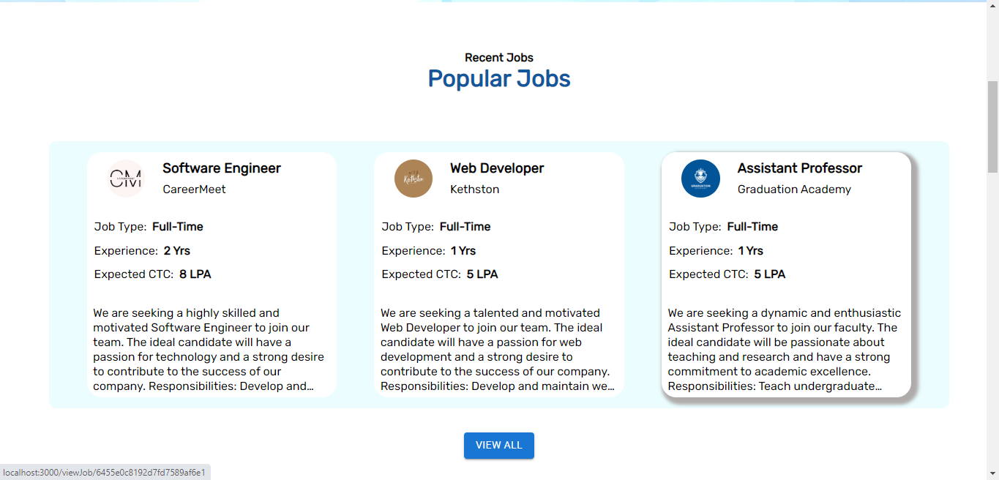 Recent Jobs
Popular Jobs
CM
Software Engineer
CareerMeet
Job Type: Full-Time
Experience: 2 Yrs
Expected CTC: 8 LPA
We are seeking a highly skilled and
motivated Software Engineer to join our
team. The ideal candidate will have a
passion for technology and a strong desire
to contribute to the success of our
company. Responsibilities: Develop and…
Kethston
Web Developer
Kethston
Job Type: Full-Time
Experience: 1 Yrs
Expected CTC: 5 LPA
We are seeking a talented and motivated
Web Developer to join our team. The ideal
candidate will have a passion for web
development and a strong desire to
contribute to the success of our company.
Responsibilities: Develop and maintain we…
GRADUATION
Assistant Professor
Graduation Academy
Job Type: Full-Time
Experience: 1 Yrs
Expected CTC: 5 LPA
We are seeking a dynamic and enthusiastic
Assistant Professor to join our faculty. The
ideal candidate will be passionate about
teaching and research and have a strong
commitment to academic excellence.
Responsibilities: Teach undergraduate…
VIEW ALL
localhost:3000/viewJob/6455e0c8192d7fd7589af6e1